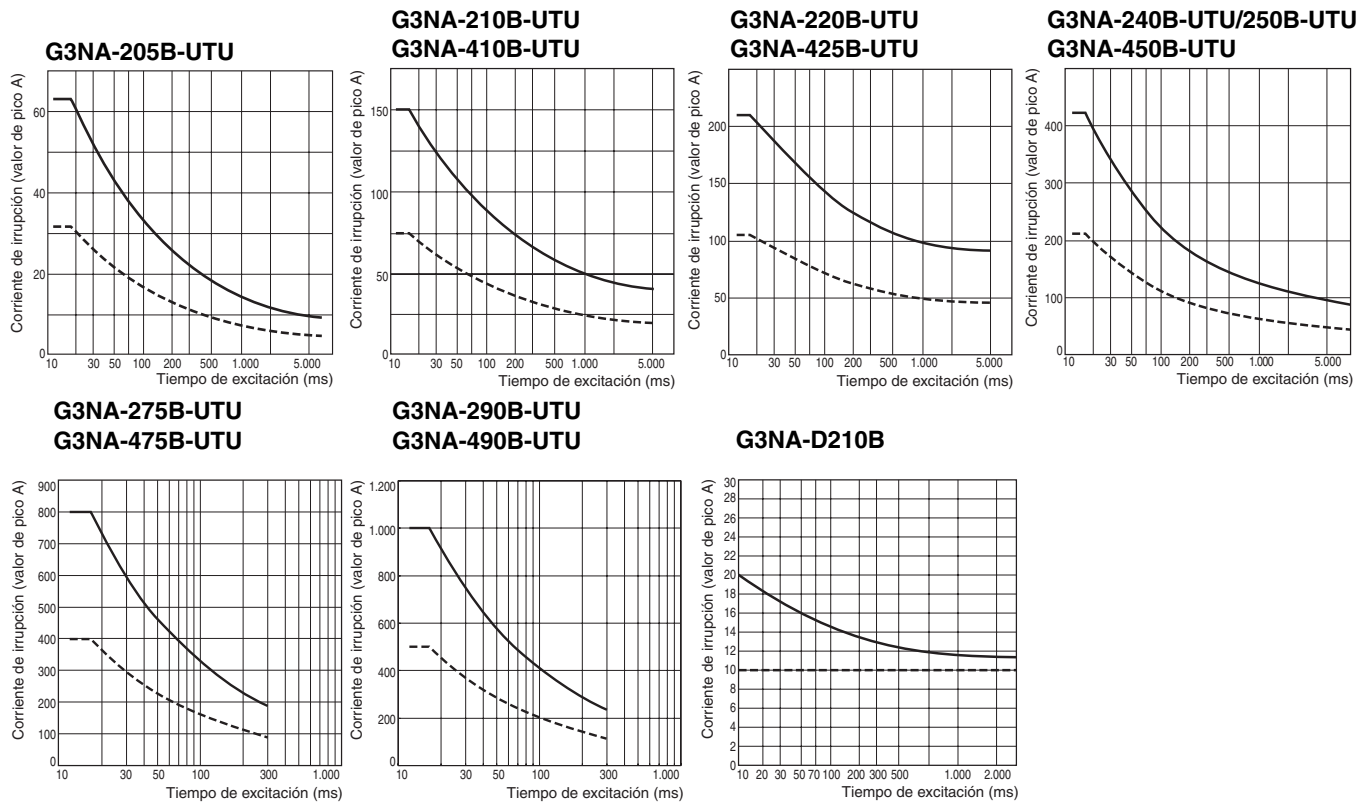 G3NA-205B-UTU
Corriente de irrupción (valor de pico A)
60
40
20
0
10 30 50 100 200 500 1.000 5.000
Tiempo de excitación (ms)
G3NA-210B-UTU
G3NA-410B-UTU
Corriente de irrupción (valor de pico A)
150
100
50
0
10 30 50 100 200 500 1.000 5.000
Tiempo de excitación (ms)
G3NA-220B-UTU
G3NA-425B-UTU
Corriente de irrupción (valor de pico A)
200
150
100
50
0
10 30 50 100 200 500 1.000 5.000
Tiempo de excitación (ms)
G3NA-240B-UTU/250B-UTU
G3NA-450B-UTU
Corriente de irrupción (valor de pico A)
400
300
200
100
0
10 30 50 100 200 500 1.000 5.000
Tiempo de excitación (ms)
G3NA-275B-UTU
G3NA-475B-UTU
Corriente de irrupción (valor de pico A)
900
800
700
600
500
400
300
200
100
0
10 30 50 100 300 1.000
Tiempo de excitación (ms)
G3NA-290B-UTU
G3NA-490B-UTU
Corriente de irrupción (valor de pico A)
1.200
1.000
800
600
400
200
0
10 30 50 100 300 1.000
Tiempo de excitación (ms)
G3NA-D210B
Corriente de irrupción (valor de pico A)
30
28
26
24
22
20
18
16
14
12
10
8
6
4
2
0
10 20 30 50 70 100 200 300 500 1.000 2.000
Tiempo de excitación (ms)